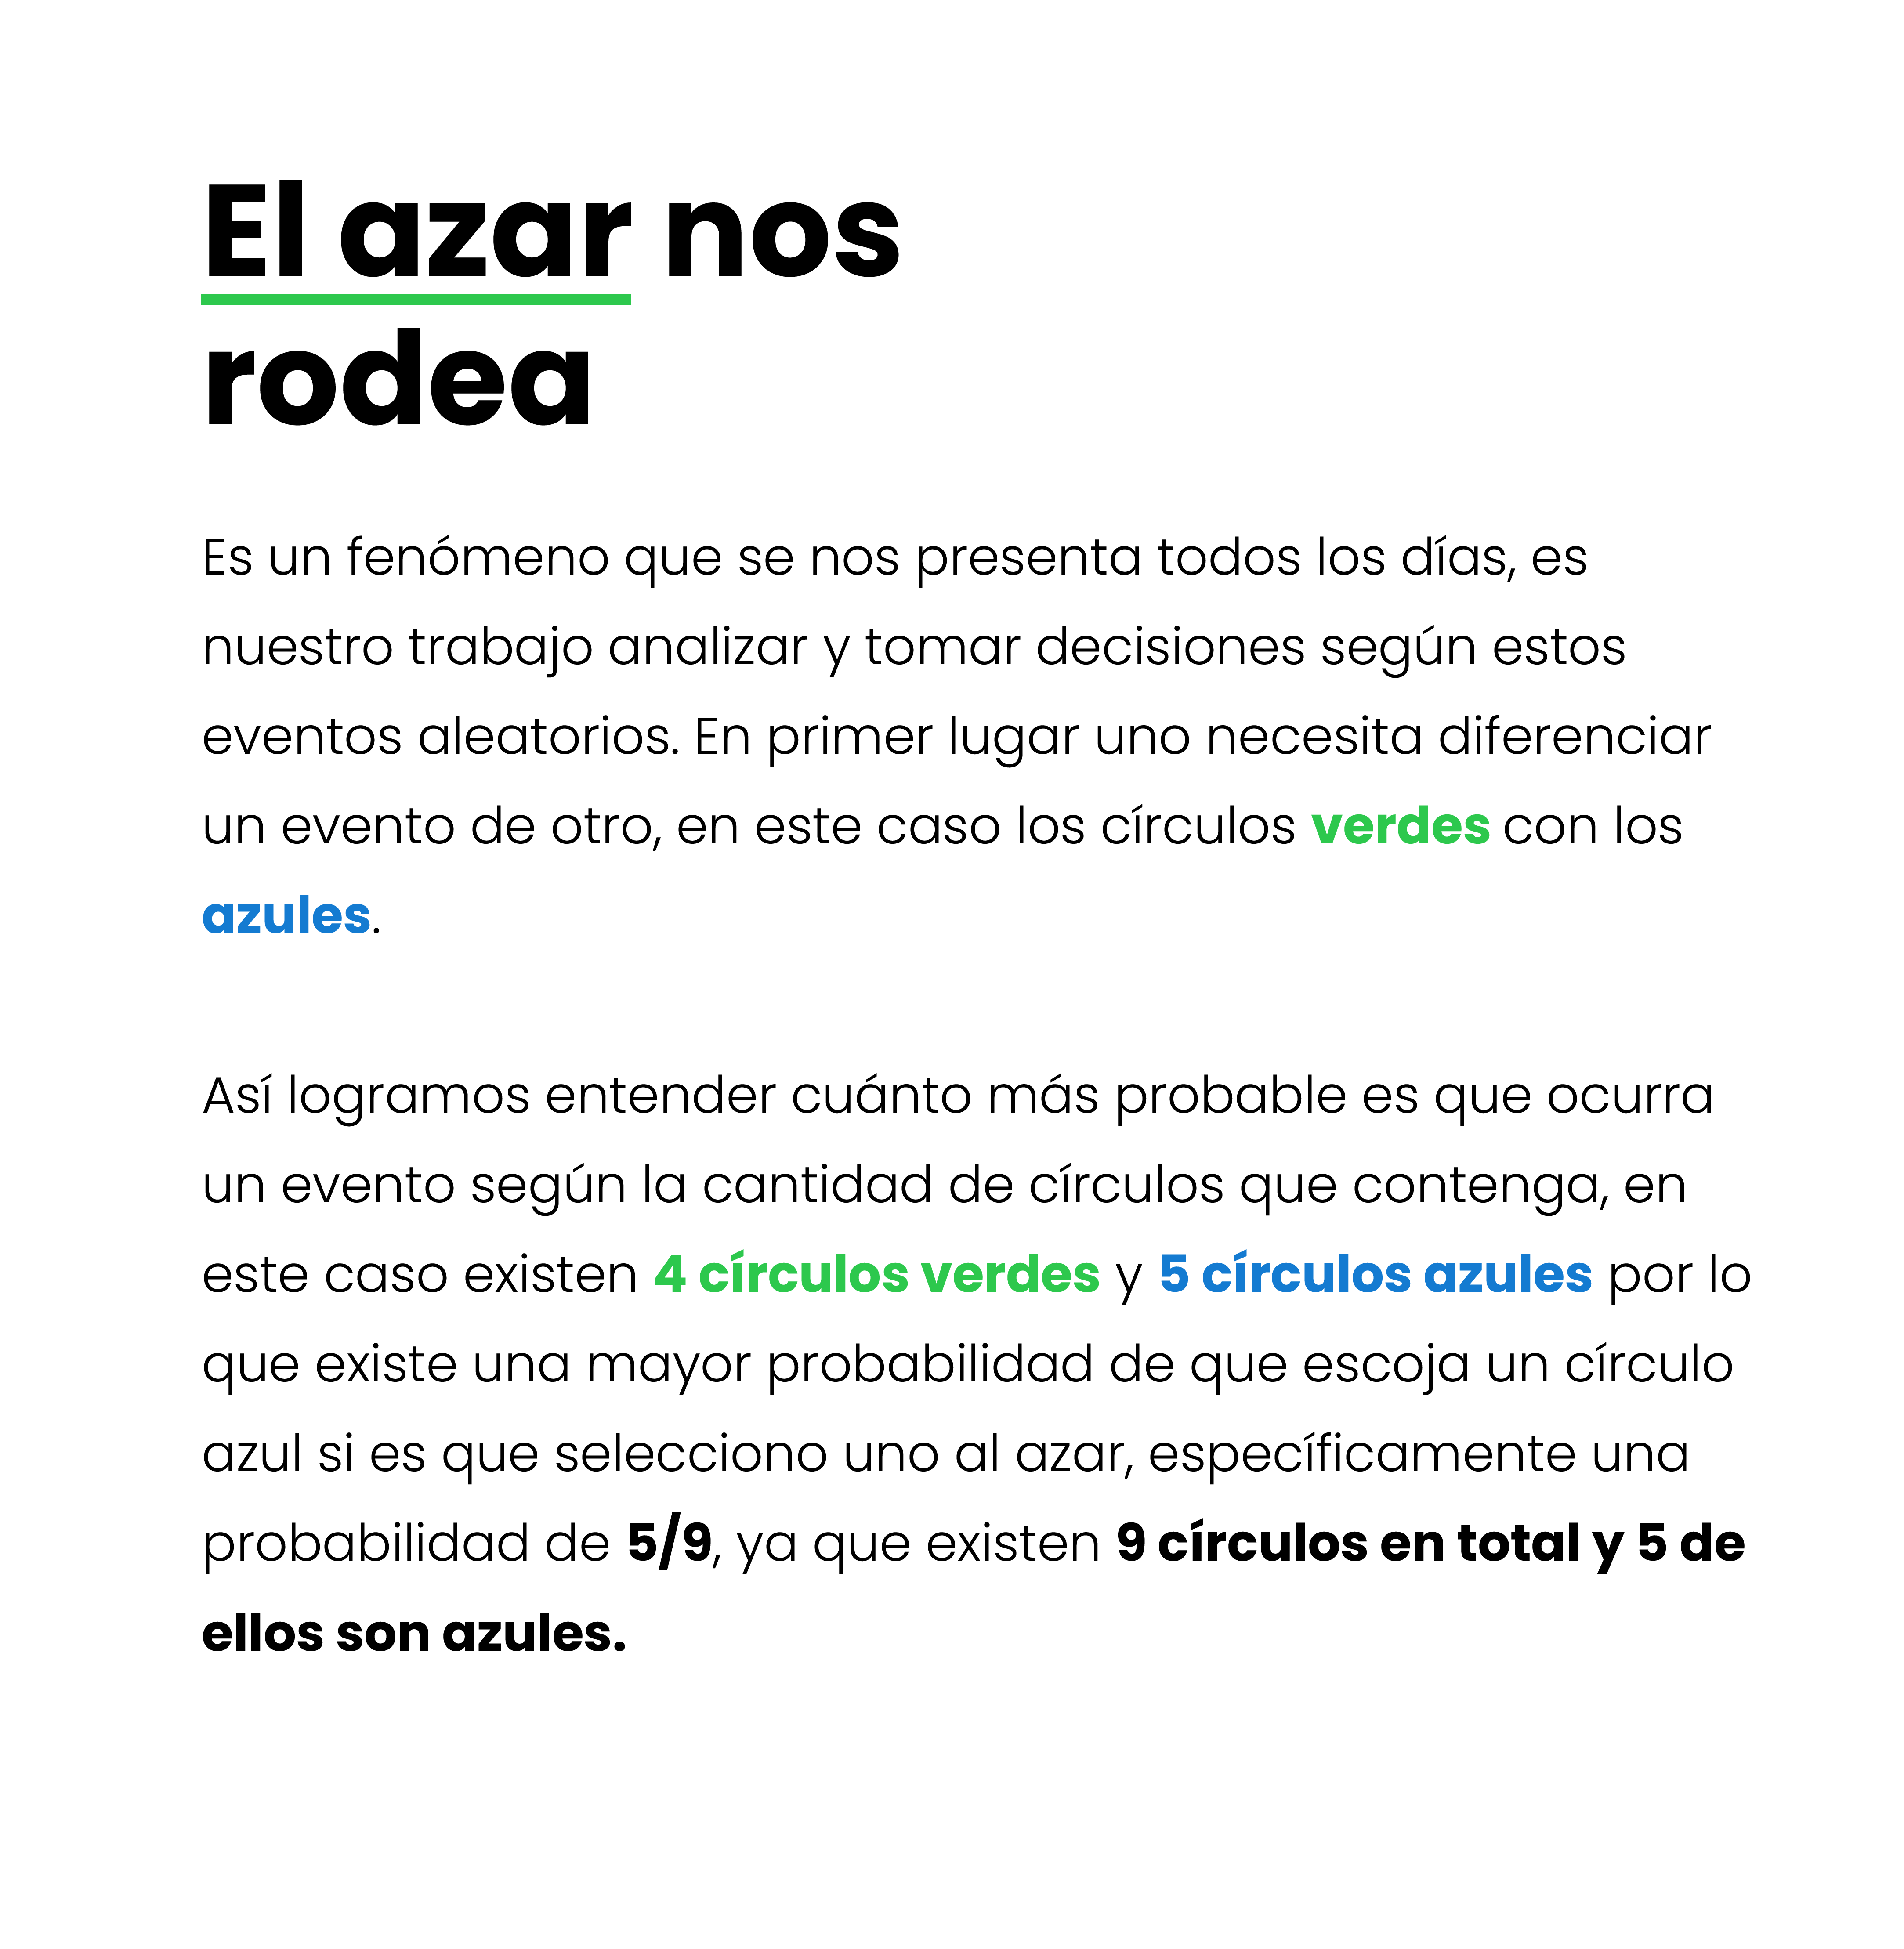 El azar nos
rodea
Es un fenómeno que se nos presenta todos los días, es
nuestro trabajo analizar y tomar decisiones según estos
eventos aleatorios. En primer lugar uno necesita diferenciar
un evento de otro, en este caso los círculos verdes con los
azules.
Así logramos entender cuánto más probable es que ocurra
un evento según la cantidad de círculos que contenga, en
este caso existen 4 círculos verdes y 5 círculos azules por lo
que existe una mayor probabilidad de que escoja un círculo
azul si es que selecciono uno al azar, específicamente una
probabilidad de 5/9, ya que existen 9 círculos en total y 5 de
ellos son azules.